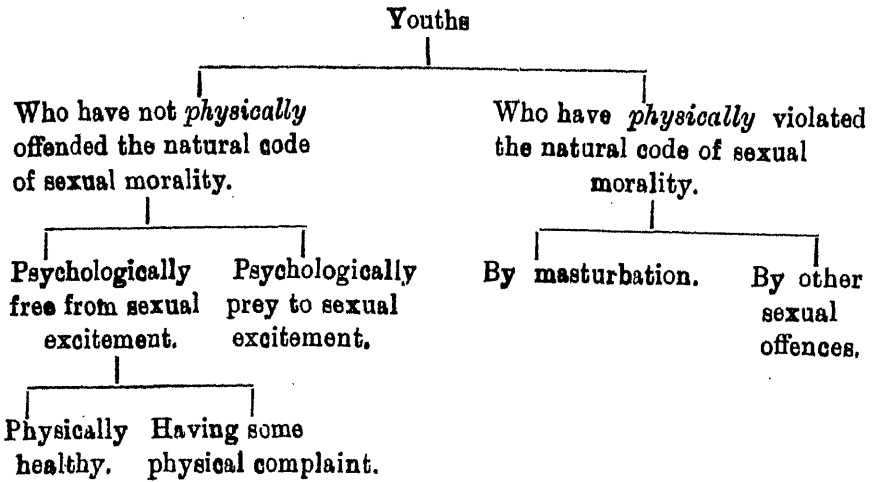 Youths
Who have not physically
offended the natural code
of sexual morality.
Who have physically violated
the natural code of sexual
morality.
Psychologically
free from sexual
excitement.
Psychologically
prey to sexual
excitement.
By masturbation.
By other
sexual
offences.
Physically
healthy.
Having some
physical complaint.